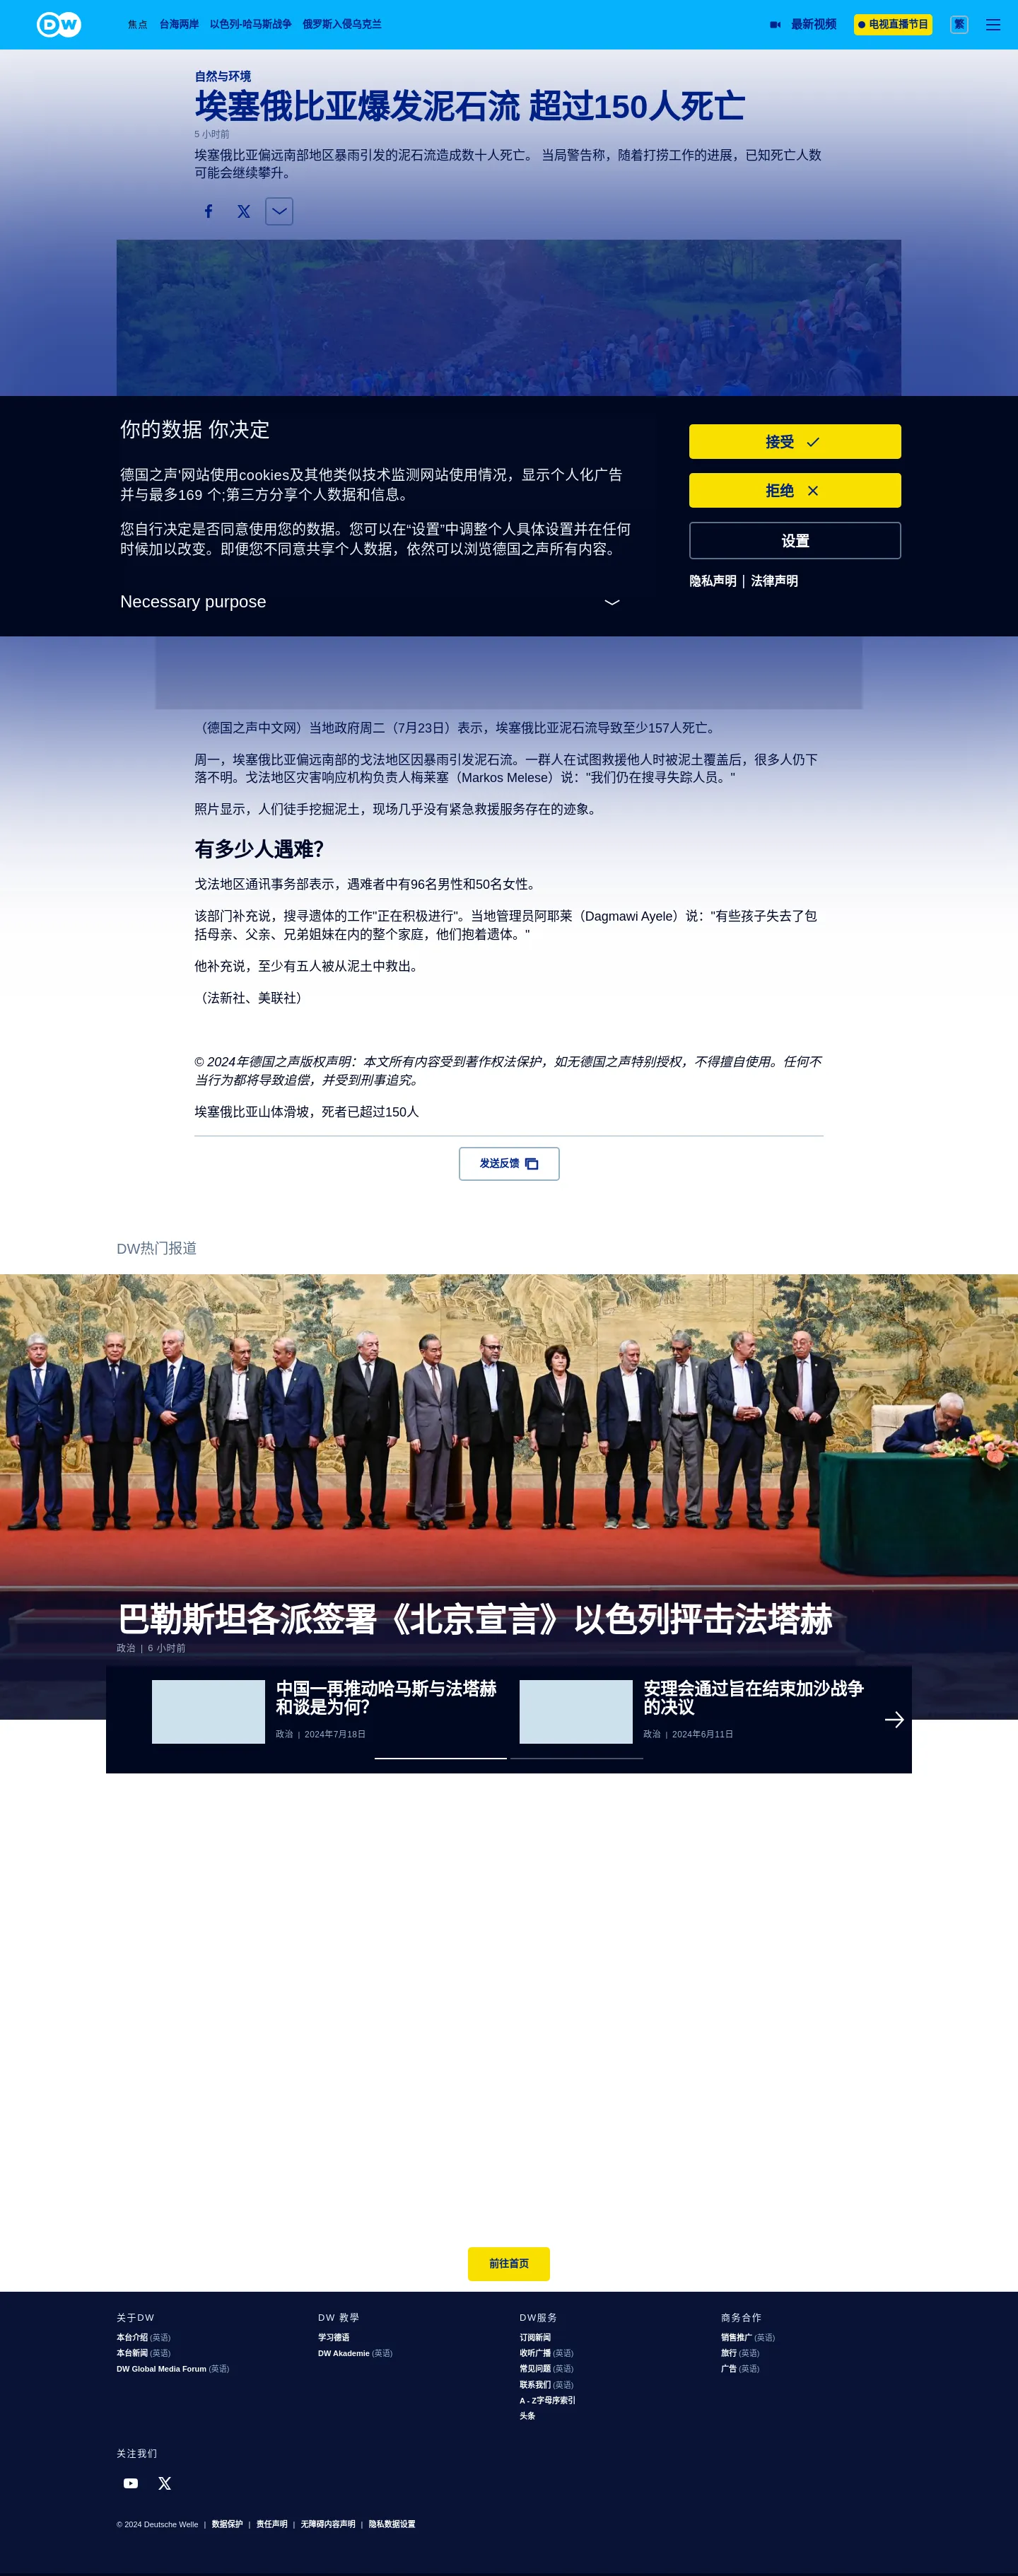 DW
焦点 台海两岸 以色列-哈马斯战争 俄罗斯入侵乌克兰 最新视频 电视直播节目 繁
自然与环境
埃塞俄比亚爆发泥石流 超过150人死亡
5 小时前
埃塞俄比亚偏远南部地区暴雨引发的泥石流造成数十人死亡。 当局警告称，随着打捞工作的进展，已知死亡人数
可能会继续攀升。
你的数据 你决定
德国之声'网站使用cookies及其他类似技术监测网站使用情况，显示个人化广告
并与最多169 个;第三方分享个人数据和信息。
您自行决定是否同意使用您的数据。您可以在“设置”中调整个人具体设置并在任何
时候加以改变。即便您不同意共享个人数据，依然可以浏览德国之声所有内容。
Necessary purpose
接受
拒绝
设置
隐私声明 | 法律声明
（德国之声中文网）当地政府周二（7月23日）表示，埃塞俄比亚泥石流导致至少157人死亡。
周一，埃塞俄比亚偏远南部的戈法地区因暴雨引发泥石流。一群人在试图救援他人时被泥土覆盖后，很多人仍下
落不明。戈法地区灾害响应机构负责人梅莱塞（Markos Melese）说："我们仍在搜寻失踪人员。"
照片显示，人们徒手挖掘泥土，现场几乎没有紧急救援服务存在的迹象。
有多少人遇难？
戈法地区通讯事务部表示，遇难者中有96名男性和50名女性。
该部门补充说，搜寻遗体的工作"正在积极进行"。当地管理员阿耶莱（Dagmawi Ayele）说："有些孩子失去了包
括母亲、父亲、兄弟姐妹在内的整个家庭，他们抱着遗体。"
他补充说，至少有五人被从泥土中救出。
（法新社、美联社）
© 2024年德国之声版权声明：本文所有内容受到著作权法保护，如无德国之声特别授权，不得擅自使用。任何不
当行为都将导致追偿，并受到刑事追究。
埃塞俄比亚山体滑坡，死者已超过150人
发送反馈
DW热门报道
巴勒斯坦各派签署《北京宣言》以色列抨击法塔赫
政治 | 6 小时前
中国一再推动哈马斯与法塔赫
和谈是为何？
政治 | 2024年7月18日
安理会通过旨在结束加沙战争
的决议
政治 | 2024年6月11日
前往首页
关于DW
本台介绍 (英语)
本台新闻 (英语)
DW Global Media Forum (英语)
DW 教學
学习德语
DW Akademie (英语)
DW服务
订阅新闻
收听广播 (英语)
常见问题 (英语)
联系我们 (英语)
A - Z字母序索引
头条
商务合作
销售推广 (英语)
旅行 (英语)
广告 (英语)
关注我们
© 2024 Deutsche Welle | 数据保护 | 责任声明 | 无障碍内容声明 | 隐私数据设置